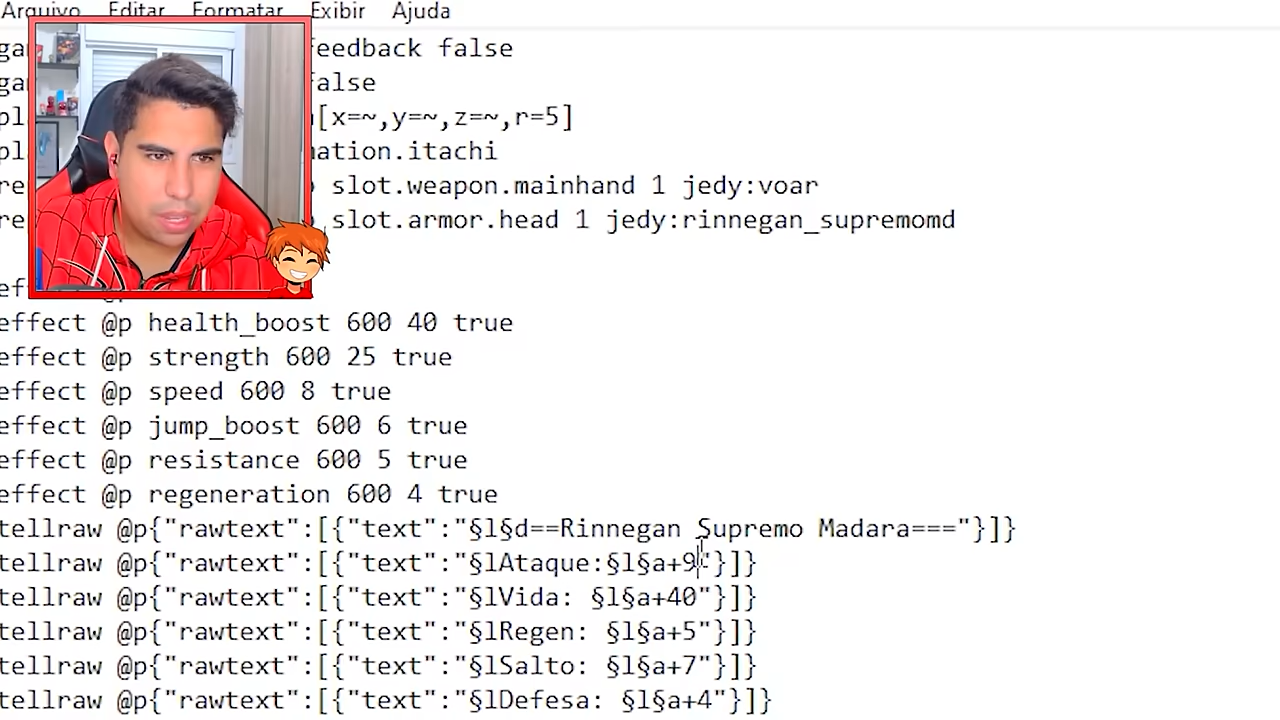 Arquivo Editar Formatar Exibir Ajuda
feedback false
false
[x=~,y=~,z=~,r=5]
mation.itachi
slot.weapon.mainhand 1 jedy:voar
slot.armor.head 1 jedy:rinnegan_supremomd
effect @p health_boost 600 40 true
effect @p strength 600 25 true
effect @p speed 600 8 true
effect @p jump_boost 600 6 true
effect @p resistance 600 5 true
effect @p regeneration 600 4 true
tellraw @p{"rawtext":[{"text":"§l§d==Rinnegan Supremo Madara==="}]}
tellraw @p{"rawtext":[{"text":"§lAtaque:§l§a+9"}]}
tellraw @p{"rawtext":[{"text":"§lVida: §l§a+40"}]}
tellraw @p{"rawtext":[{"text":"§lRegen: §l§a+5"}]}
tellraw @p{"rawtext":[{"text":"§lSalto: §l§a+7"}]}
tellraw @p{"rawtext":[{"text":"§lDefesa: §l§a+4"}]}